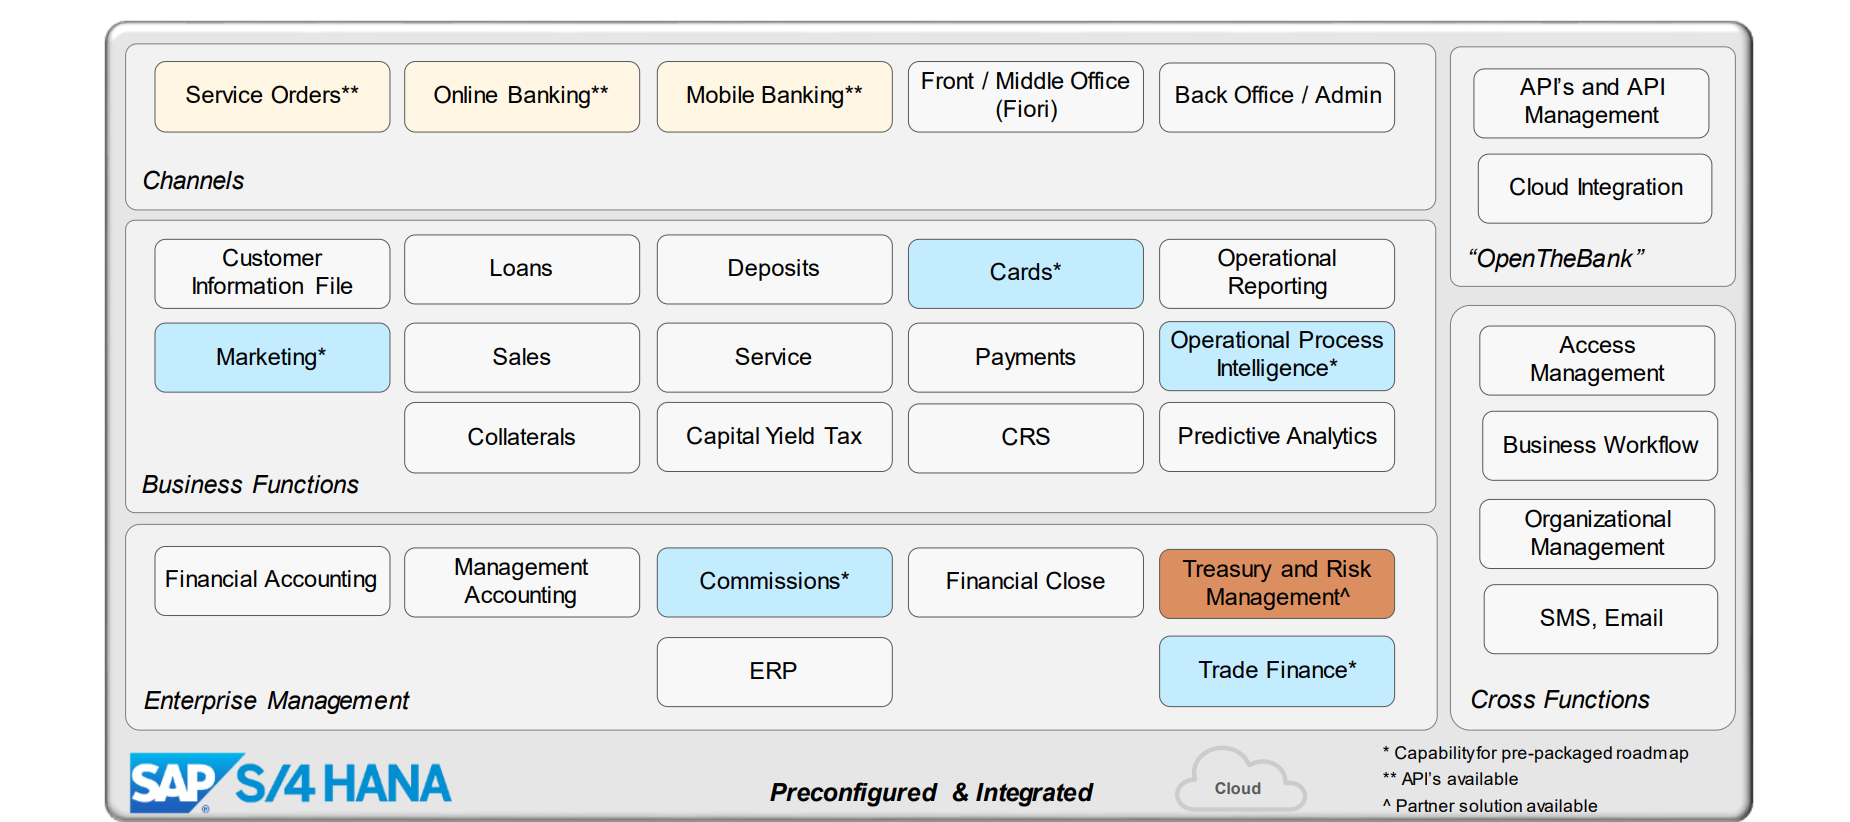 Service Orders**
Online Banking**
Mobile Banking**
Front / Middle Office
(Fiori)
Back Office / Admin
Channels
Customer
Information File
Loans
Deposits
Cards*
Operational
Reporting
Marketing*
Sales
Service
Payments
Operational Process
Intelligence*
Collaterals
Capital Yield Tax
CRS
Predictive Analytics
Business Functions
Financial Accounting
Management
Accounting
Commissions*
Financial Close
Treasury and Risk
Management^
ERP
Trade Finance*
Enterprise Management
API's and API
Management
Cloud Integration
“OpenTheBank”
Access
Management
Business Workflow
Organizational
Management
SMS, Email
Cross Functions
SAP® S/4 HANA
Preconfigured & Integrated
Cloud
* Capability for pre-packaged roadmap
** API's available
^ Partner solution available